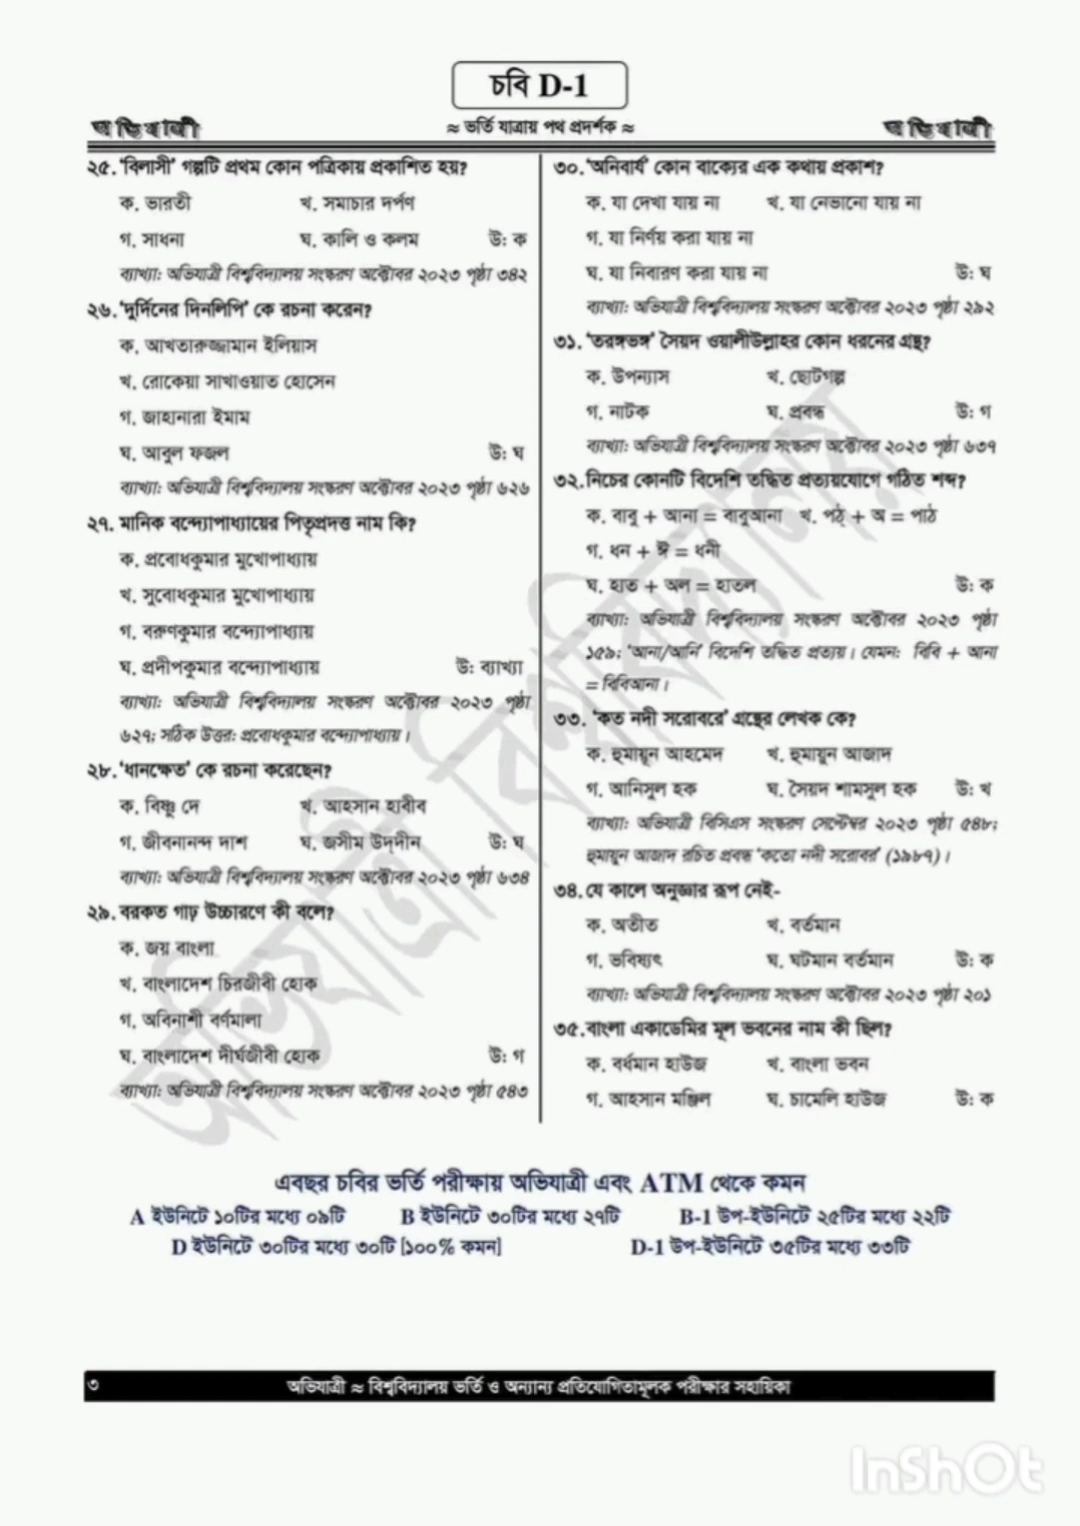 চবি D-1
অভিযাত্রী
≈ ভর্তি যাত্রায় পথ প্রদর্শক ≈
অভিযাত্রী
২৫. ‘বিলাসী’ গল্পটি প্রথম কোন পত্রিকায় প্রকাশিত হয়?
ক. ভারতী খ. সমাচার দর্পণ
গ. সাধনা ঘ. কালি ও কলম উ: ক
ব্যাখ্যা: অভিযাত্রী বিশ্ববিদ্যালয় সংস্করণ অক্টোবর ২০২৩ পৃষ্ঠা ৩৪২
২৬. ‘দুর্দিনের দিনলিপি’ কে রচনা করেন?
ক. আখতারুজ্জামান ইলিয়াস
খ. রোকেয়া সাখাওয়াত হোসেন
গ. জাহানারা ইমাম
ঘ. আবুল ফজল উ: ঘ
ব্যাখ্যা: অভিযাত্রী বিশ্ববিদ্যালয় সংস্করণ অক্টোবর ২০২৩ পৃষ্ঠা ৬২৬
২৭. মানিক বন্দ্যোপাধ্যায়ের পিতৃপ্রদত্ত নাম কি?
ক. প্রবোধকুমার মুখোপাধ্যায়
খ. সুবোধকুমার মুখোপাধ্যায়
গ. বরুণকুমার বন্দ্যোপাধ্যায়
ঘ. প্রদীপকুমার বন্দ্যোপাধ্যায় উ: ব্যাখ্যা
ব্যাখ্যা: অভিযাত্রী বিশ্ববিদ্যালয় সংস্করণ অক্টোবর ২০২৩ পৃষ্ঠা
৬২৭; সঠিক উত্তর: প্রবোধকুমার বন্দ্যোপাধ্যায়।
২৮. ‘ধানক্ষেত’ কে রচনা করেছেন?
ক. বিষ্ণু দে খ. আহসান হাবীব
গ. জীবনানন্দ দাশ ঘ. জসীম উদ্‌দীন উ: ঘ
ব্যাখ্যা: অভিযাত্রী বিশ্ববিদ্যালয় সংস্করণ অক্টোবর ২০২৩ পৃষ্ঠা ৬৩৪
২৯. বরকত গাঢ় উচ্চারণে কী বলে?
ক. জয় বাংলা
খ. বাংলাদেশ চিরজীবী হোক
গ. অবিনাশী বর্ণমালা
ঘ. বাংলাদেশ দীর্ঘজীবী হোক উ: গ
ব্যাখ্যা: অভিযাত্রী বিশ্ববিদ্যালয় সংস্করণ অক্টোবর ২০২৩ পৃষ্ঠা ৫৪৩
৩০. ‘অনিবার্য’ কোন বাক্যের এক কথায় প্রকাশ?
ক. যা দেখা যায় না খ. যা নেভানো যায় না
গ. যা নির্ণয় করা যায় না
ঘ. যা নিবারণ করা যায় না উ: ঘ
ব্যাখ্যা: অভিযাত্রী বিশ্ববিদ্যালয় সংস্করণ অক্টোবর ২০২৩ পৃষ্ঠা ২৯২
৩১. ‘তরঙ্গভঙ্গ’ সৈয়দ ওয়ালীউল্লাহর কোন ধরনের গ্রন্থ?
ক. উপন্যাস খ. ছোটগল্প
গ. নাটক ঘ. প্রবন্ধ উ: গ
ব্যাখ্যা: অভিযাত্রী বিশ্ববিদ্যালয় সংস্করণ অক্টোবর ২০২৩ পৃষ্ঠা ৬৩৭
৩২. নিচের কোনটি বিদেশি তদ্ধিত প্রত্যয়যোগে গঠিত শব্দ?
ক. বাবু + আনা = বাবুআনা খ. পঠ্ + অ = পাঠ
গ. ধন + ঈ = ধনী
ঘ. হাত + অল = হাতল উ: ক
ব্যাখ্যা: অভিযাত্রী বিশ্ববিদ্যালয় সংস্করণ অক্টোবর ২০২৩ পৃষ্ঠা
১৫৯; ‘আনা/আনি’ বিদেশি তদ্ধিত প্রত্যয়। যেমন: বিবি + আনা
= বিবিআনা।
৩৩. ‘কত নদী সরোবরে’ গ্রন্থের লেখক কে?
ক. হুমায়ূন আহমেদ খ. হুমায়ুন আজাদ
গ. আনিসুল হক ঘ. সৈয়দ শামসুল হক উ: খ
ব্যাখ্যা: অভিযাত্রী বিসিএস সংস্করণ সেপ্টেম্বর ২০২৩ পৃষ্ঠা ৫৪৮;
হুমায়ুন আজাদ রচিত প্রবন্ধ ‘কতো নদী সরোবর’ (১৯৮৭)।
৩৪. যে কালে অনুজ্ঞার রূপ নেই-
ক. অতীত খ. বর্তমান
গ. ভবিষ্যৎ ঘ. ঘটমান বর্তমান উ: ক
ব্যাখ্যা: অভিযাত্রী বিশ্ববিদ্যালয় সংস্করণ অক্টোবর ২০২৩ পৃষ্ঠা ২০১
৩৫. বাংলা একাডেমির মূল ভবনের নাম কী ছিল?
ক. বর্ধমান হাউজ খ. বাংলা ভবন
গ. আহসান মঞ্জিল ঘ. চামেলি হাউজ উ: ক
অভিযাত্রী বিশ্ববিদ্যালয়
এবছর চবির ভর্তি পরীক্ষায় অভিযাত্রী এবং ATM থেকে কমন
A ইউনিটে ১০টির মধ্যে ০৯টি B ইউনিটে ৩০টির মধ্যে ২৭টি B-1 উপ-ইউনিটে ২৫টির মধ্যে ২২টি
D ইউনিটে ৩০টির মধ্যে ৩০টি [১০০% কমন] D-1 উপ-ইউনিটে ৩৫টির মধ্যে ৩৩টি
৩ অভিযাত্রী ≈ বিশ্ববিদ্যালয় ভর্তি ও অন্যান্য প্রতিযোগিতামূলক পরীক্ষার সহায়িকা
InShOt